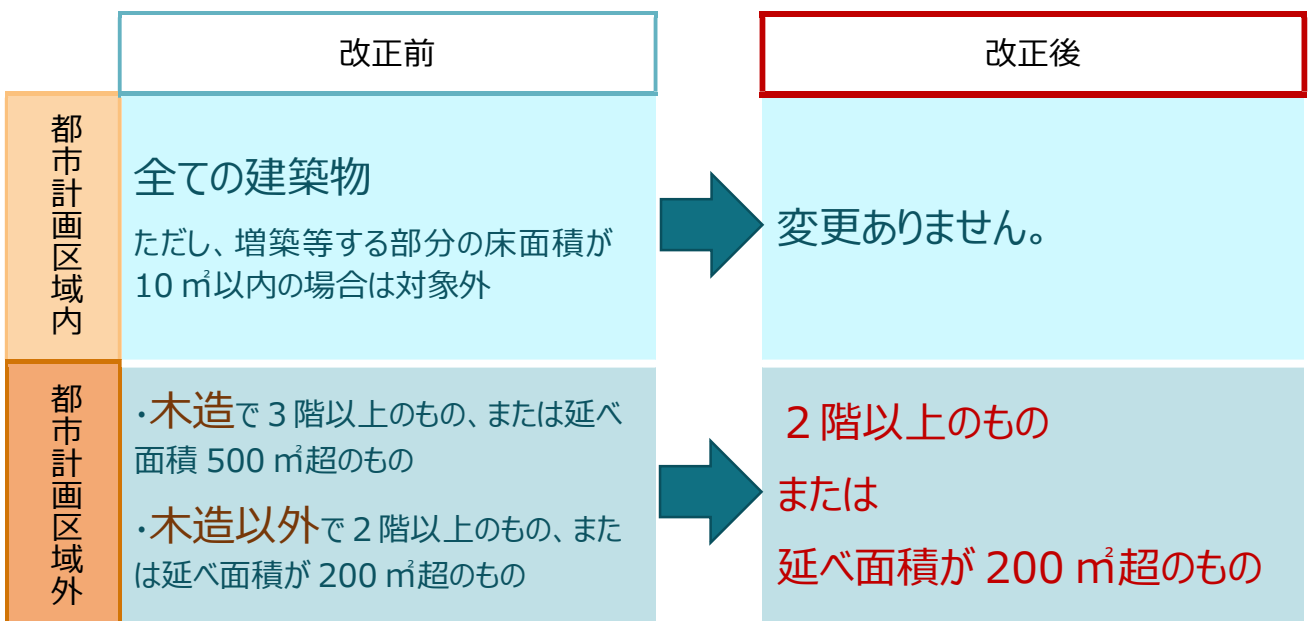 改正前
改正後
都市計画区域内
全ての建築物
ただし、増築等する部分の床面積が
10 ㎡以内の場合は対象外
変更ありません。
都市計画区域外
・木造で 3 階以上のもの、または延べ
面積 500 ㎡超のもの
・木造以外で 2 階以上のもの、また
は延べ面積が 200 ㎡超のもの
２階以上のもの
または
延べ面積が 200 ㎡超のもの